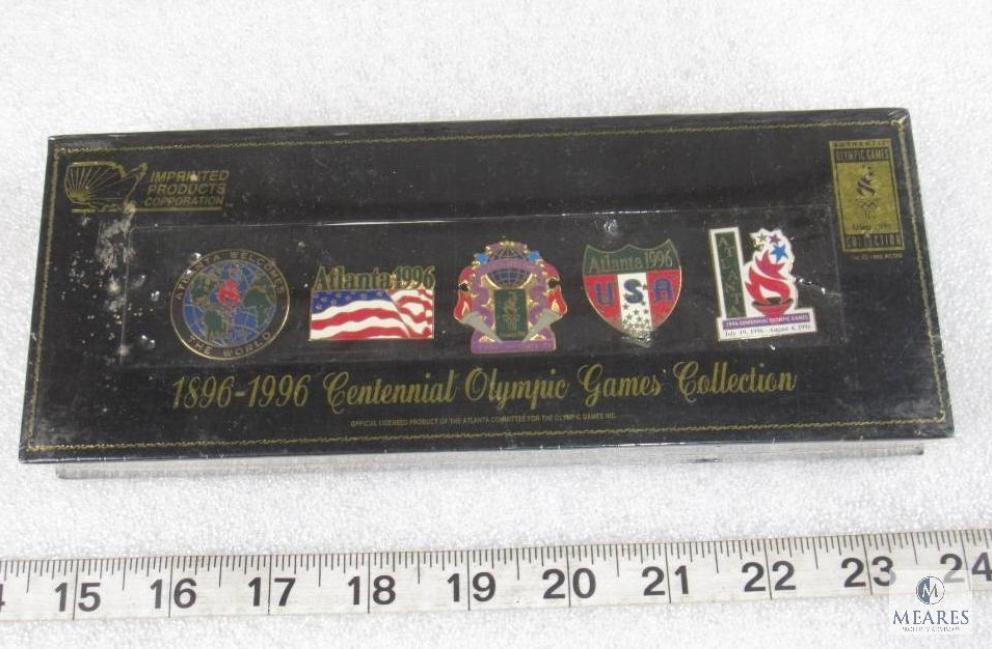 IMPRINTED
PRODUCTS
CORPORATION
AUTHENTIC
OLYMPIC GAMES
COLLECTION
ATLANTA WELCOMES
THE WORLD
Atlanta 1996
Atlanta 1996
USA
ATLANTA
1996 CENTENNIAL OLYMPIC GAMES
July 19, 1996 - August 4, 1996
1896-1996 Centennial Olympic Games Collection
OFFICIAL LICENSED PRODUCT OF THE ATLANTA COMMITTEE FOR THE OLYMPIC GAMES INC.
15 16 17 18 19 20 21 22 23 24
MEARES